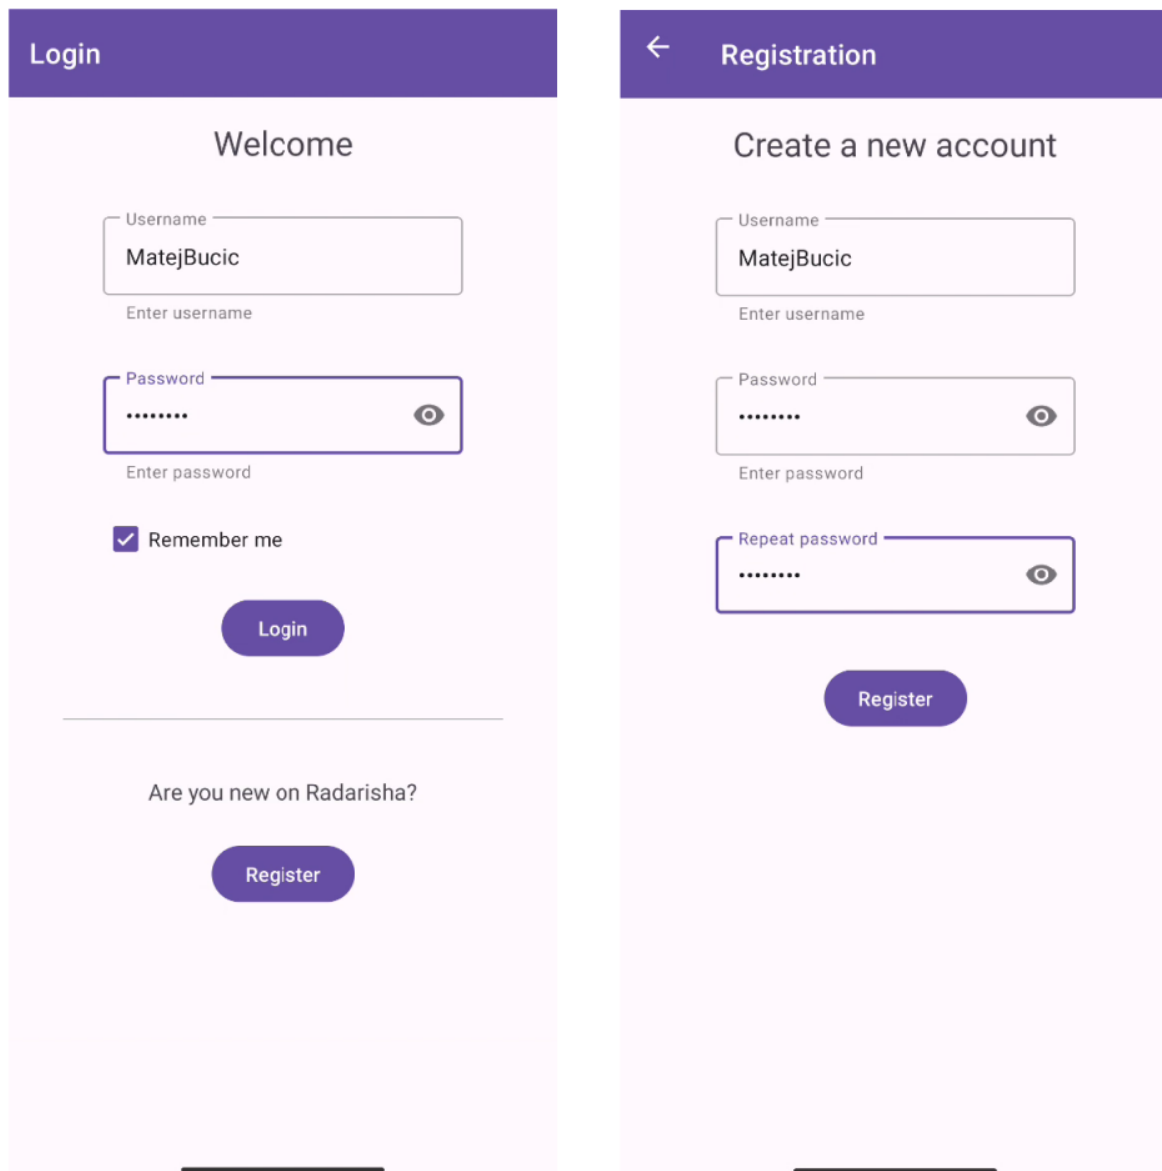 Login
Welcome
Username
MatejBucic
Enter username
Password
••••••••
Enter password
Remember me
Login
Are you new on Radarisha?
Register
Registration
Create a new account
Username
MatejBucic
Enter username
Password
••••••••
Enter password
Repeat password
••••••••
Register